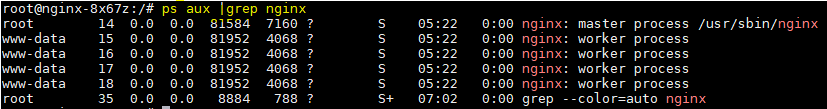 root@nginx-8x67z:/# ps aux |grep nginx
root        14  0.0  0.0  81584  7160 ?        S    05:22   0:00 nginx: master process /usr/sbin/nginx
www-data    15  0.0  0.0  81952  4068 ?        S    05:22   0:00 nginx: worker process
www-data    16  0.0  0.0  81952  4068 ?        S    05:22   0:00 nginx: worker process
www-data    17  0.0  0.0  81952  4068 ?        S    05:22   0:00 nginx: worker process
www-data    18  0.0  0.0  81952  4068 ?        S    05:22   0:00 nginx: worker process
root        35  0.0  0.0   8884   788 ?        S+   07:02   0:00 grep --color=auto nginx